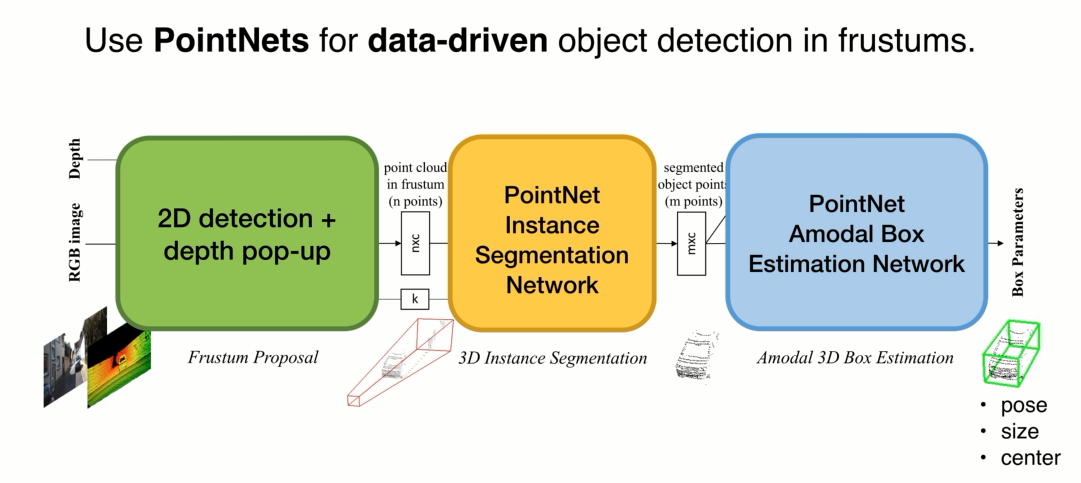 Use PointNets for data-driven object detection in frustums.
Depth
RGB image
2D detection +
depth pop-up
point cloud
in frustum
(n points)
nxc
k
PointNet
Instance
Segmentation
Network
segmented
object point
(m points)
mxc
PointNet
Amodal Box
Estimation Network
Box Parameters
Frustum Proposal
3D Instance Segmentation
Amodal 3D Box Estimation
• pose
• size
• center